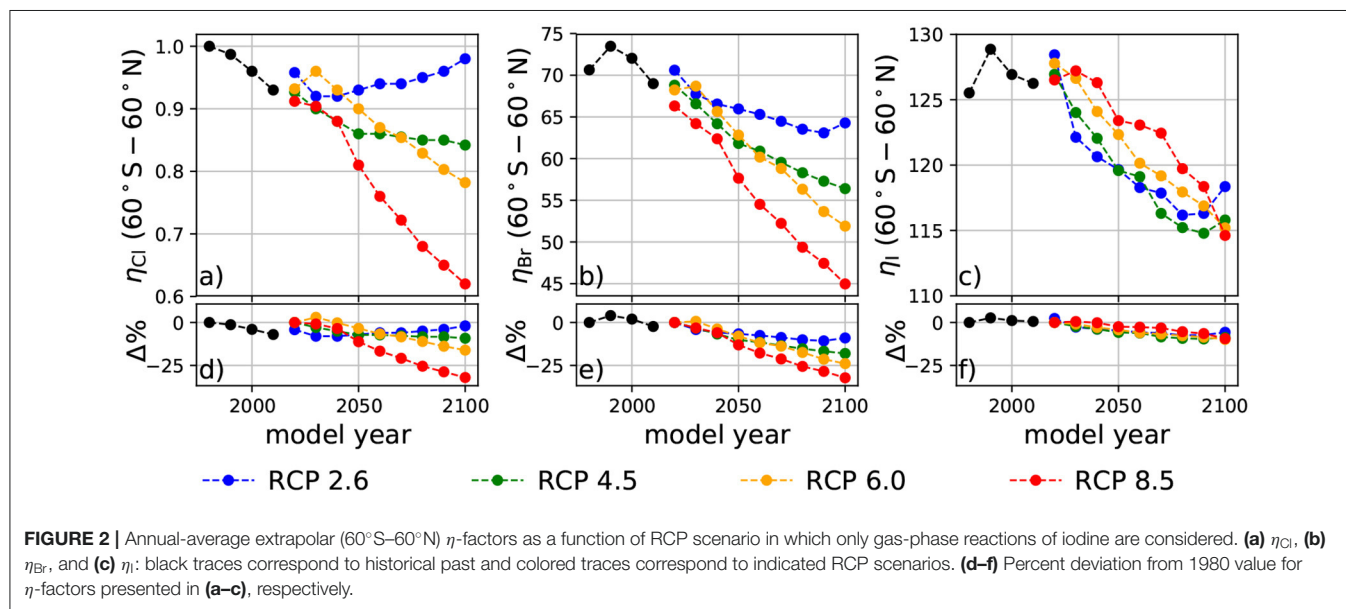 η_Cl (60°S − 60°N)
1.0
0.9
0.8
0.7
0.6
a)
η_Br (60°S − 60°N)
75
70
65
60
55
50
45
b)
η_I (60°S − 60°N)
130
125
120
115
110
c)
Δ%
0
−25
d)
2000
2050
2100
model year
Δ%
0
−25
e)
2000
2050
2100
model year
Δ%
0
−25
f)
2000
2050
2100
model year
RCP 2.6
RCP 4.5
RCP 6.0
RCP 8.5
FIGURE 2 | Annual-average extrapolar (60°S–60°N) η-factors as a function of RCP scenario in which only gas-phase reactions of iodine are considered. (a) η_Cl, (b)
η_Br, and (c) η_I: black traces correspond to historical past and colored traces correspond to indicated RCP scenarios. (d–f) Percent deviation from 1980 value for
η-factors presented in (a–c), respectively.